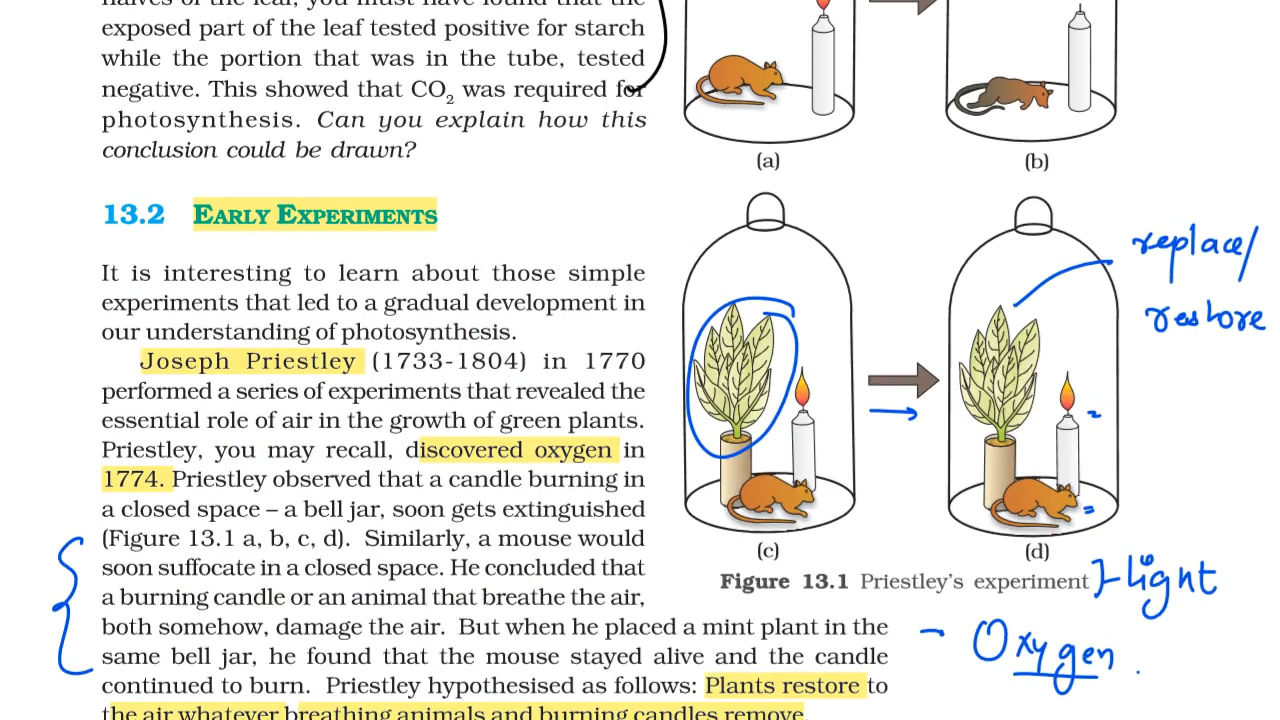 halves of the leaf, you must have found that the
exposed part of the leaf tested positive for starch
while the portion that was in the tube, tested
negative. This showed that CO2 was required for
photosynthesis. Can you explain how this
conclusion could be drawn?
(a)
(b)
13.2 EARLY EXPERIMENTS
It is interesting to learn about those simple
experiments that led to a gradual development in
our understanding of photosynthesis.
Joseph Priestley (1733-1804) in 1770
performed a series of experiments that revealed the
essential role of air in the growth of green plants.
Priestley, you may recall, discovered oxygen in
1774. Priestley observed that a candle burning in
a closed space – a bell jar, soon gets extinguished
(Figure 13.1 a, b, c, d). Similarly, a mouse would
soon suffocate in a closed space. He concluded that
a burning candle or an animal that breathe the air,
both somehow, damage the air. But when he placed a mint plant in the
same bell jar, he found that the mouse stayed alive and the candle
continued to burn. Priestley hypothesised as follows: Plants restore to
the air whatever breathing animals and burning candles remove.
replace/
restore
(c)
(d)
Figure 13.1 Priestley's experiment
light
- Oxygen.